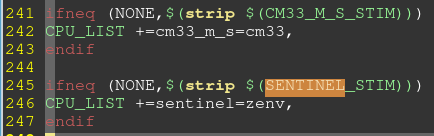 241 ifneq (NONE,$(strip $(CM33_M_S_STIM)))
242 CPU_LIST +=cm33_m_s=cm33,
243 endif
244
245 ifneq (NONE,$(strip $(SENTINEL_STIM)))
246 CPU_LIST +=sentinel=zenv,
247 endif